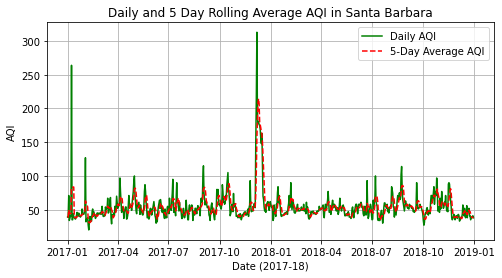 Daily and 5 Day Rolling Average AQI in Santa Barbara
Daily AQI
5-Day Average AQI
AQI
300
250
200
150
100
50
2017-01 2017-04 2017-07 2017-10 2018-01 2018-04 2018-07 2018-10 2019-01
Date (2017-18)